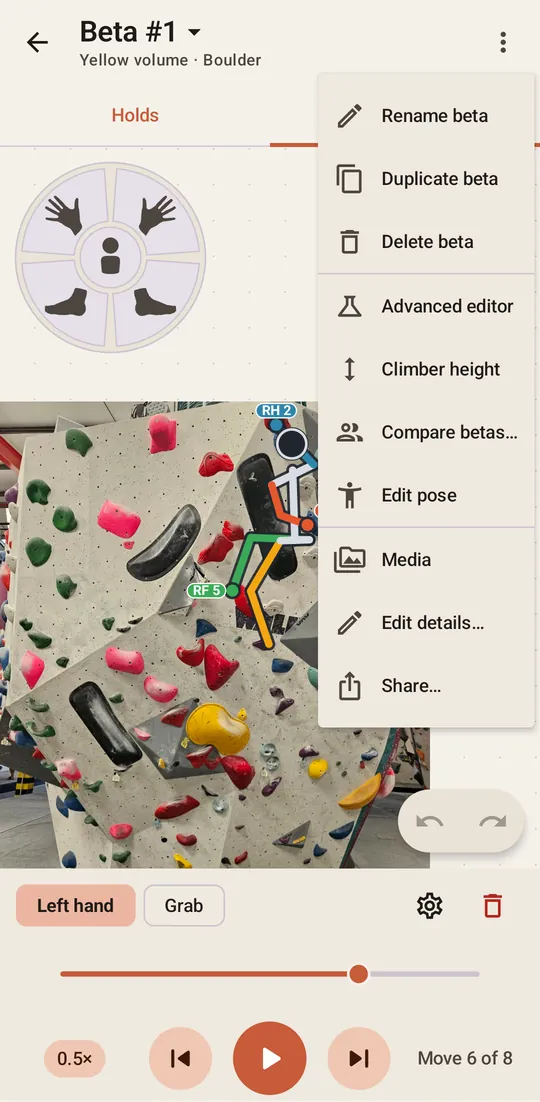 Beta #1
Yellow volume · Boulder
Holds
Rename beta
Duplicate beta
Delete beta
Advanced editor
Climber height
Compare betas...
Edit pose
Media
Edit details...
Share...
RH 2
RF 5
Left hand
Grab
0.5×
Move 6 of 8